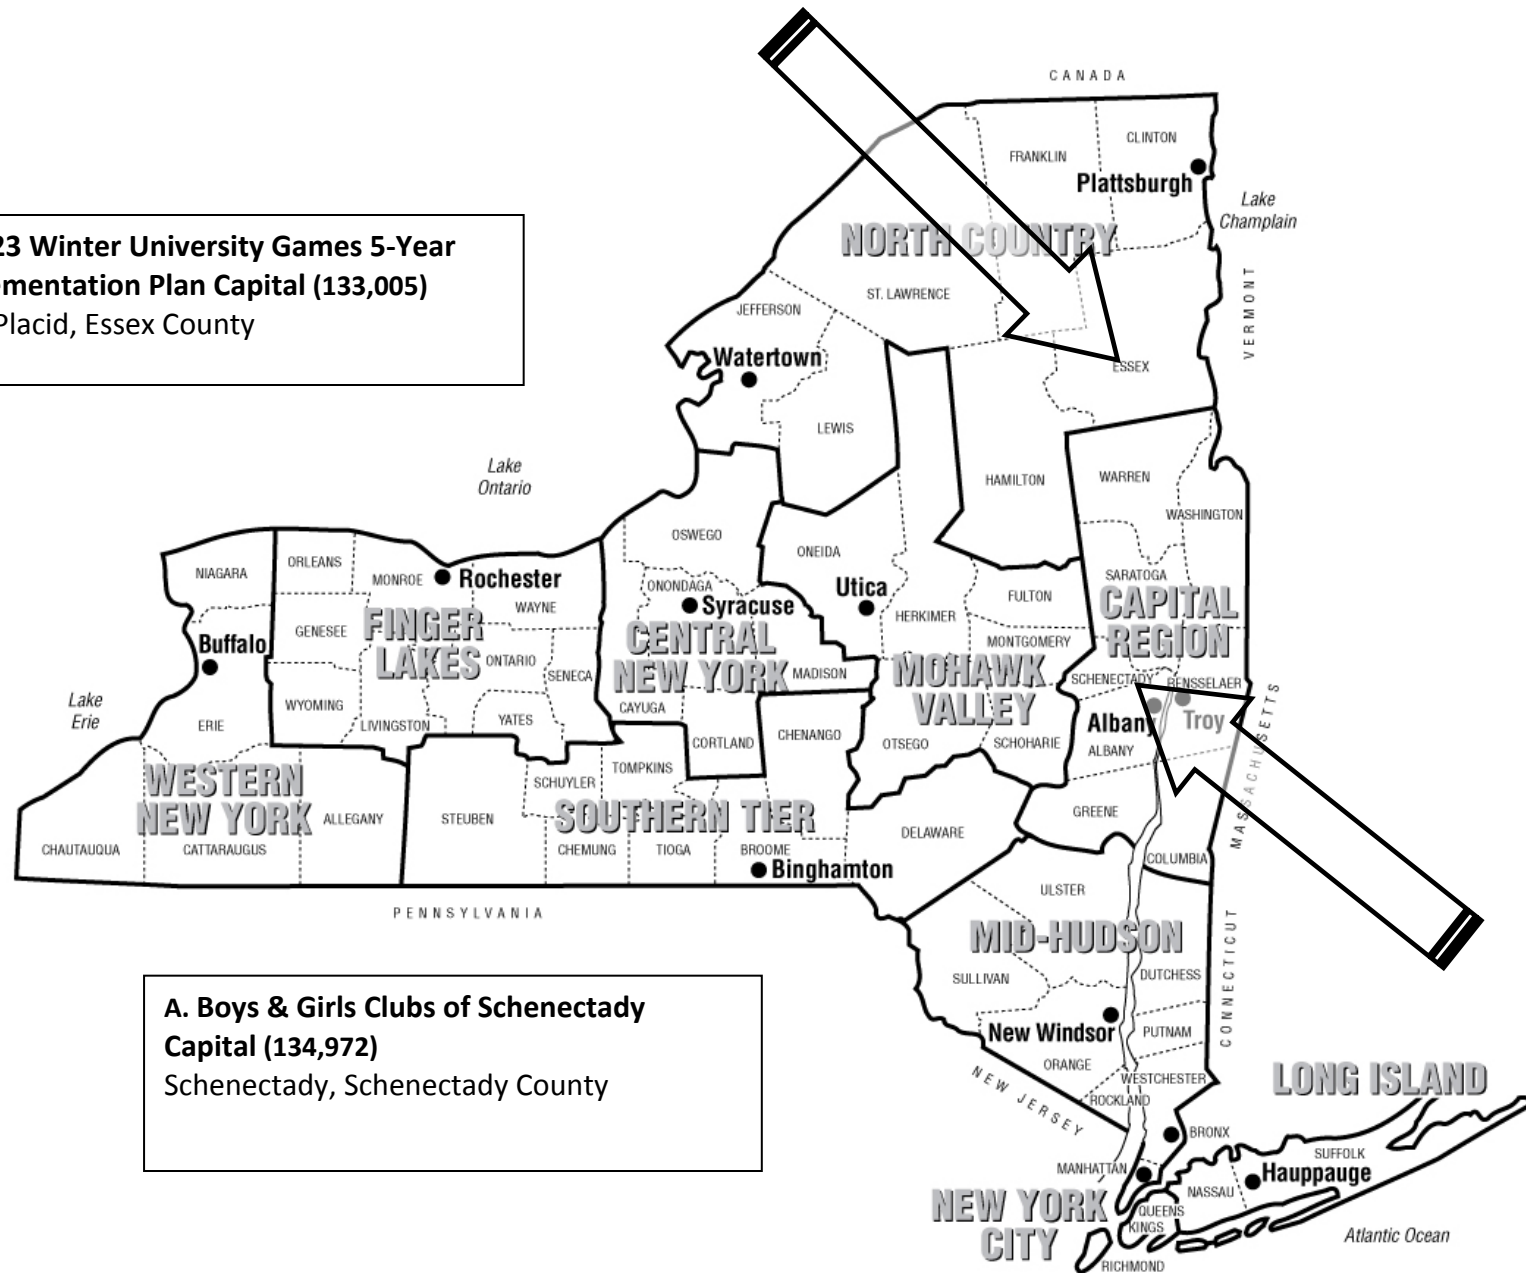 CANADA
CLINTON
FRANKLIN
Plattsburgh
Lake
Champlain
23 Winter University Games 5-Year
mentation Plan Capital (133,005)
Placid, Essex County
NORTH COUNTRY
ST. LAWRENCE
JEFFERSON
VERMONT
Watertown
ESSEX
LEWIS
Lake
Ontario
HAMILTON
WARREN
WASHINGTON
OSWEGO
ONEIDA
NIAGARA
ORLEANS
MONROE
Rochester
ONONDAGA
Syracuse
Utica
SARATOGA
FULTON
CAPITAL
REGION
WAYNE
HERKIMER
GENESEE
FINGER
LAKES
CENTRAL
NEW YORK
Buffalo
MONTGOMERY
ONTARIO
SENECA
MADISON
MOHAWK
VALLEY
SCHENECTADY
RENSSELAER
Lake
Erie
WYOMING
CAYUGA
ERIE
LIVINGSTON
YATES
CORTLAND
CHENANGO
OTSEGO
SCHOHARIE
Albany
Troy
ALBANY
MASSACHUSETTS
WESTERN
NEW YORK
TOMPKINS
SCHUYLER
SOUTHERN TIER
ALLEGANY
STEUBEN
GREENE
DELAWARE
CHAUTAUQUA
CATTARAUGUS
CHEMUNG
TIOGA
BROOME
Binghamton
COLUMBIA
ULSTER
PENNSYLVANIA
MID-HUDSON
CONNECTICUT
SULLIVAN
DUTCHESS
A. Boys & Girls Clubs of Schenectady
Capital (134,972)
Schenectady, Schenectady County
New Windsor
PUTNAM
ORANGE
WESTCHESTER
LONG ISLAND
NEW JERSEY
ROCKLAND
BRONX
SUFFOLK
MANHATTAN
Hauppauge
NASSAU
NEW YORK
CITY
QUEENS
KINGS
Atlantic Ocean
RICHMOND